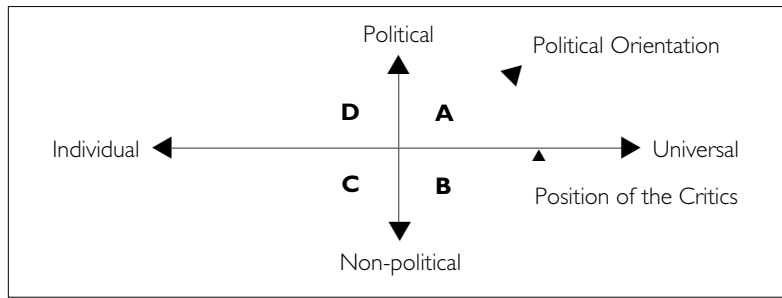 Political
Political Orientation
D
A
Individual
Universal
C
B
Position of the Critics
Non-political